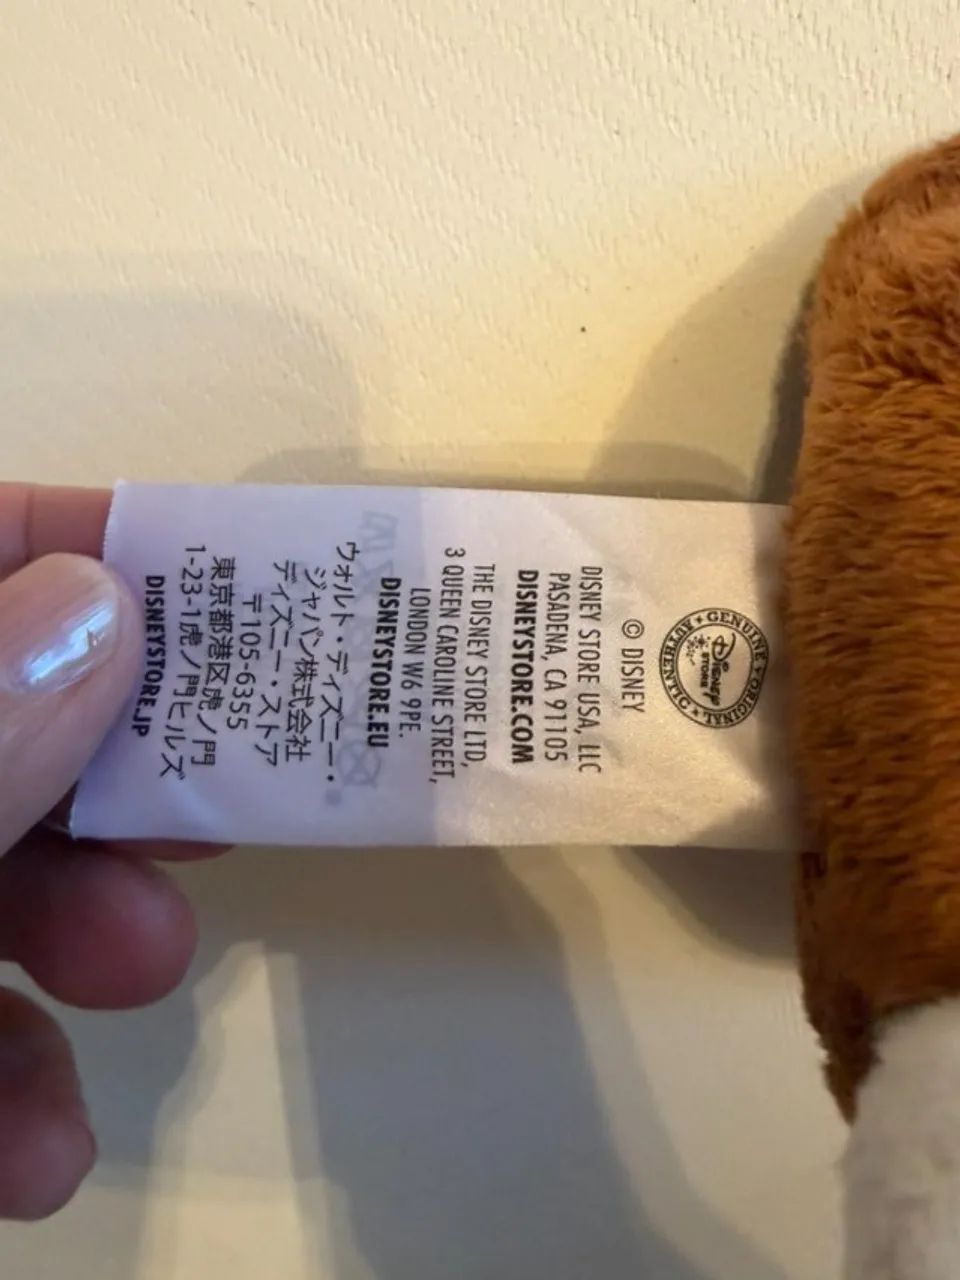 GENUINE ORIGINAL
AUTHENTIC
Disney
STORE
© DISNEY
DISNEY STORE USA, LLC
PASADENA, CA 91105
DISNEYSTORE.COM
THE DISNEY STORE LTD,
3 QUEEN CAROLINE STREET,
LONDON W6 9PE.
DISNEYSTORE.EU
ウォルト・ディズニー・
ジャパン株式会社
ディズニー・ストア
〒105-6355
東京都港区虎ノ門
1-23-1虎ノ門ヒルズ
DISNEYSTORE.JP